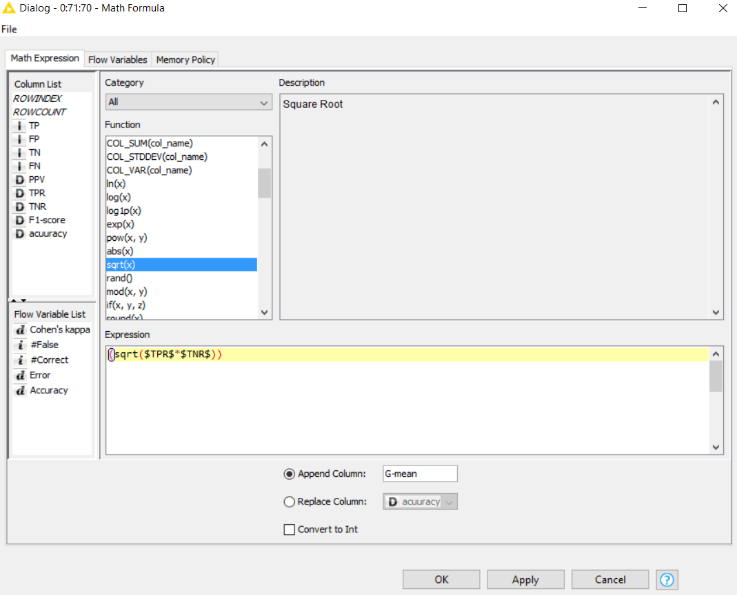 Dialog - 0:71:70 - Math Formula
File
Math Expression Flow Variables Memory Policy
Column List
ROWINDEX
ROWCOUNT
TP
FP
TN
FN
D PPV
D TPR
D TNR
D F1-score
D acuuracy
Flow Variable List
d Cohen's kappa
i #False
i #Correct
d Error
d Accuracy
Category
All
Function
COL_SUM(col_name)
COL_STDDEV(col_name)
COL_VAR(col_name)
ln(x)
log(x)
log1p(x)
exp(x)
pow(x, y)
abs(x)
sqrt(x)
rand()
mod(x, y)
if(x, y, z)
round(x)
Description
Square Root
Expression
(sqrt($TPR$*$TNR$))
Append Column: G-mean
Replace Column: D acuuracy
Convert to Int
OK Apply Cancel ?